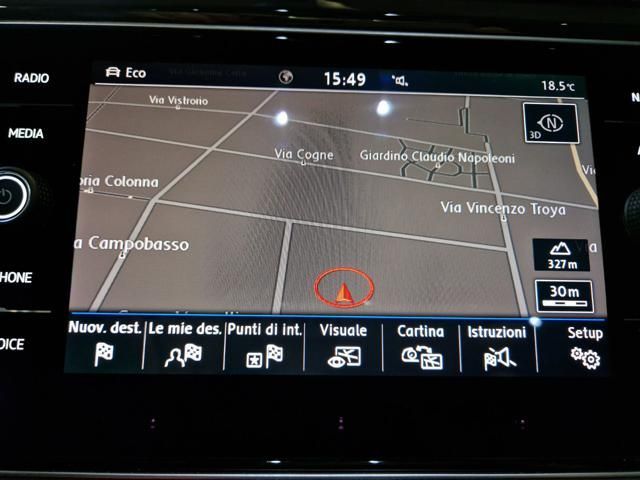 RADIO
MEDIA
PHONE
VOICE
Eco
15:49
18.5°C
Via Vistrorio
Via Cogne
Giardino Claudio Napoleoni
3D
N
oria Colonna
Via Vincenzo Troya
a Campobasso
327 m
30 m
Nuov. dest.
Le mie des.
Punti di int.
Visuale
Cartina
Istruzioni
Setup